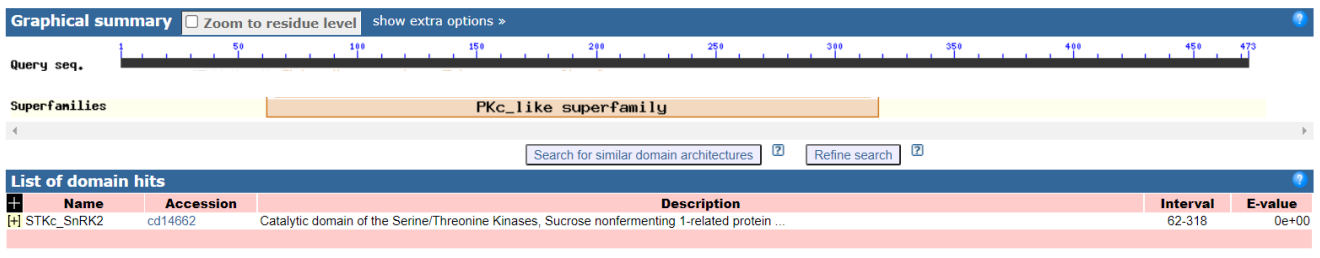 Graphical summary Zoom to residue level show extra options » ?
1 50 100 150 200 250 300 350 400 450 473
Query seq.
Superfamilies PKc_like superfamily
Search for similar domain architectures ? Refine search ?
List of domain hits ?
+ Name Accession Description Interval E-value
[+] STKc_SnRK2 cd14662 Catalytic domain of the Serine/Threonine Kinases, Sucrose nonfermenting 1-related protein ... 62-318 0e+00